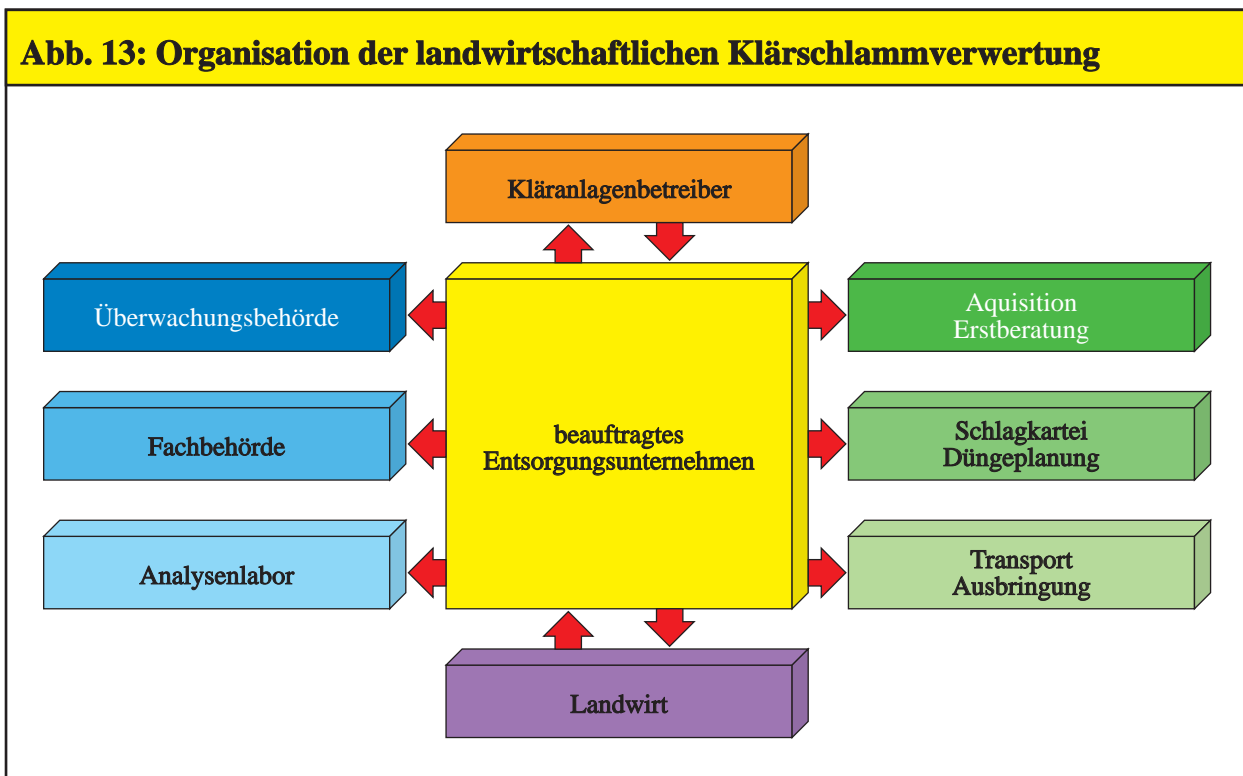 Abb. 13: Organisation der landwirtschaftlichen Klärschlammverwertung
Kläranlagenbetreiber
Überwachungsbehörde
Aquisition
Erstberatung
Fachbehörde
beauftragtes
Entsorgungsunternehmen
Schlagkartei
Düngeplanung
Analysenlabor
Transport
Ausbringung
Landwirt